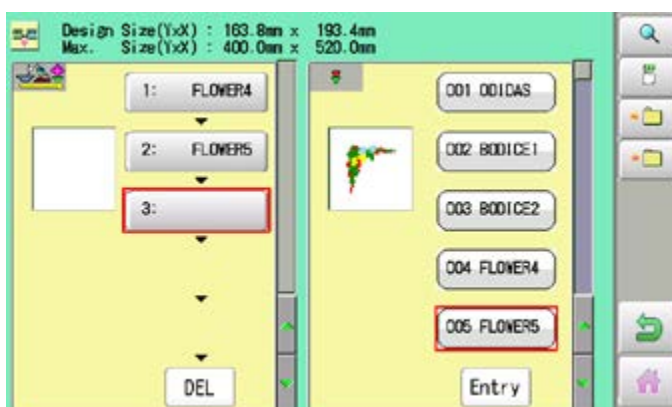 Design Size(YxX) : 163.8mm x 193.4mm
Max. Size(YxX) : 400.0mm x 520.0mm
1: FLOWER4
2: FLOWER5
3:
DEL
001 ODIDAS
002 BODICE1
003 BODICE2
004 FLOWER4
005 FLOWER5
Entry